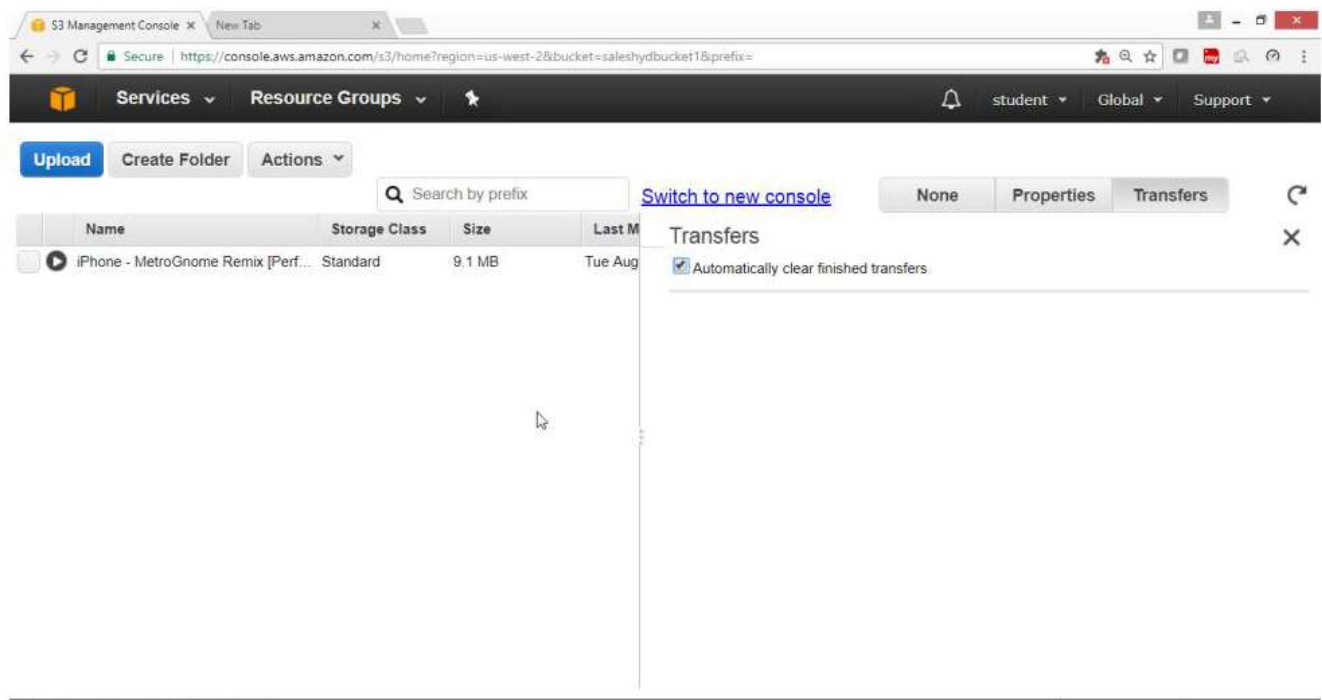 S3 Management Console
New Tab
Secure https://console.aws.amazon.com/s3/home?region=us-west-2&bucket=saleshydbucket1&prefix=
my
Services Resource Groups student Global Support
Upload Create Folder Actions
Search by prefix Switch to new console None Properties Transfers
Name Storage Class Size Last M Transfers
iPhone - MetroGnome Remix [Perf... Standard 9.1 MB Tue Aug Automatically clear finished transfers